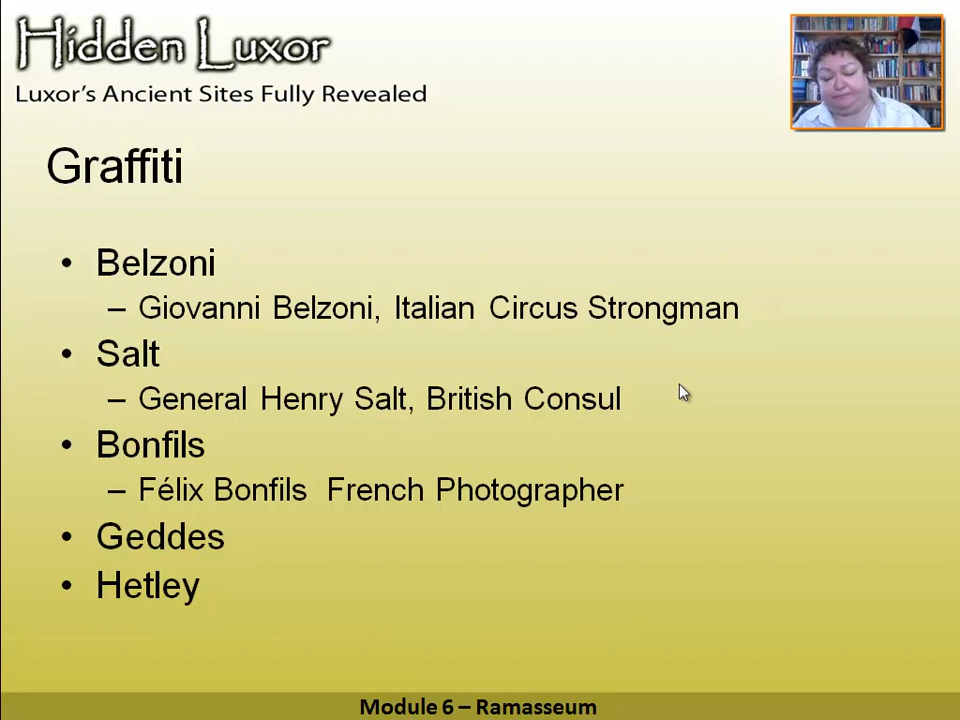 Hidden Luxor
Luxor's Ancient Sites Fully Revealed
Graffiti
• Belzoni
– Giovanni Belzoni, Italian Circus Strongman
• Salt
– General Henry Salt, British Consul
• Bonfils
– Félix Bonfils French Photographer
• Geddes
• Hetley
Module 6 – Ramasseum